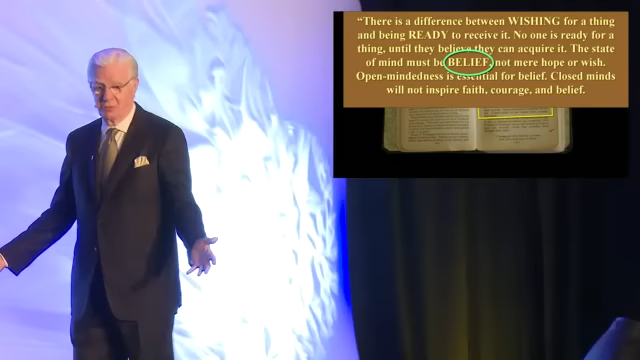 “There is a difference between WISHING for a thing
and being READY to receive it. No one is ready for a
thing, until they believe they can acquire it. The state
of mind must be BELIEF, not mere hope or wish.
Open-mindedness is essential for belief. Closed minds
will not inspire faith, courage, and belief.